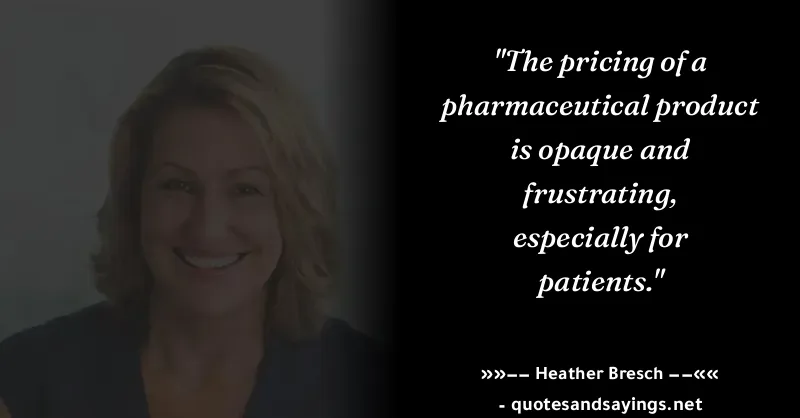 "The pricing of a
pharmaceutical product
is opaque and
frustrating,
especially for
patients."
»»–– Heather Bresch ––««
- quotesandsayings.net